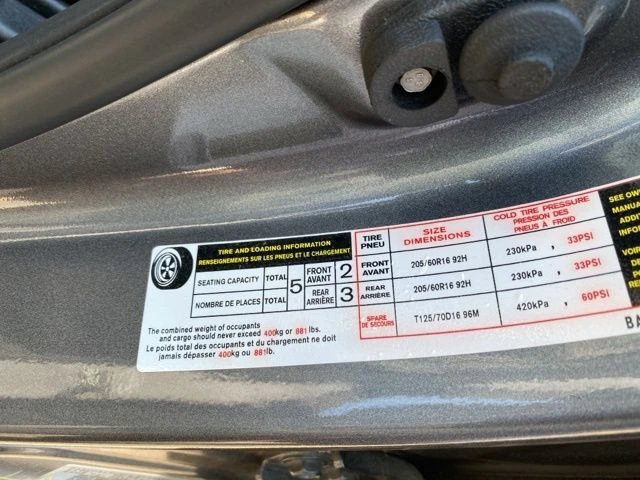 TIRE AND LOADING INFORMATION
RENSEIGNEMENTS SUR LES PNEUS ET LE CHARGEMENT
SEATING CAPACITY TOTAL 5 FRONT AVANT 2
NOMBRE DE PLACES TOTAL REAR ARRIÈRE 3
The combined weight of occupants
and cargo should never exceed 400kg or 881 lbs.
Le poids total des occupants et du chargement ne doit
jamais dépasser 400kg ou 881lb.
TIRE PNEU SIZE DIMENSIONS COLD TIRE PRESSURE PRESSION DES PNEUS À FROID
FRONT AVANT 205/60R16 92H 230kPa, 33PSI
REAR ARRIÈRE 205/60R16 92H 230kPa, 33PSI
SPARE DE SECOURS T125/70D16 96M 420kPa, 60PSI
SEE OWN
MANUA
ADDI
INFOR
VOIR
BA